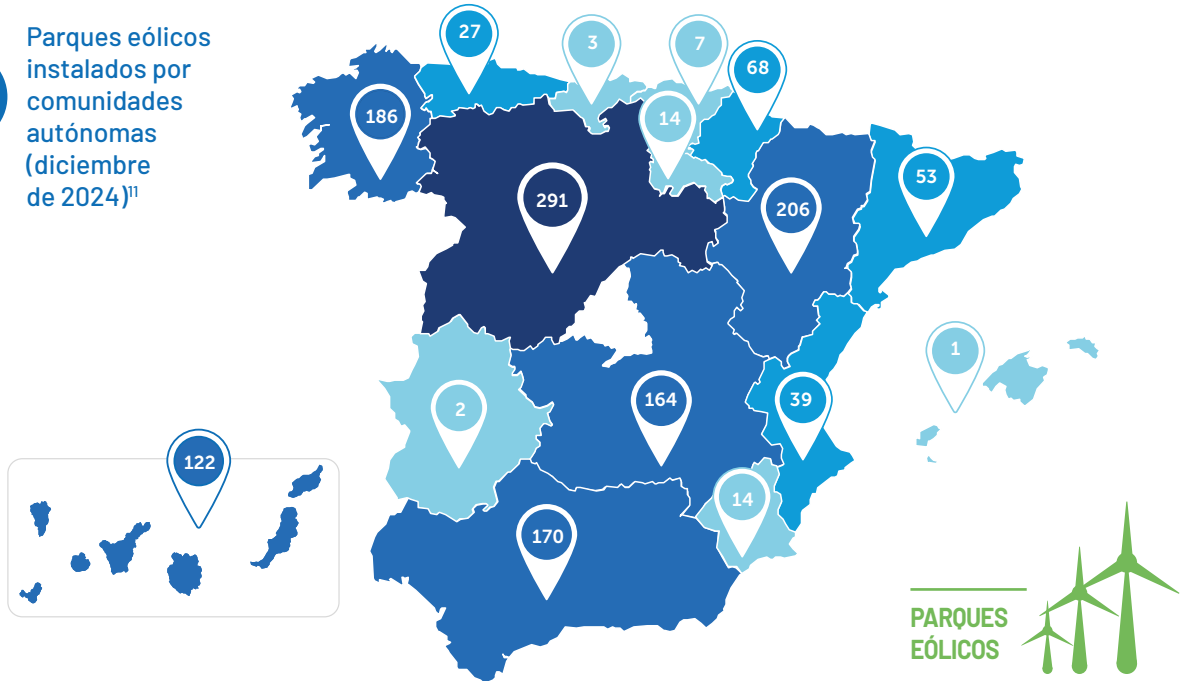 Parques eólicos
instalados por
comunidades
autónomas
(diciembre
de 2024)¹¹
27
3
7
68
186
14
291
206
53
1
2
164
39
122
14
170
PARQUES
EÓLICOS